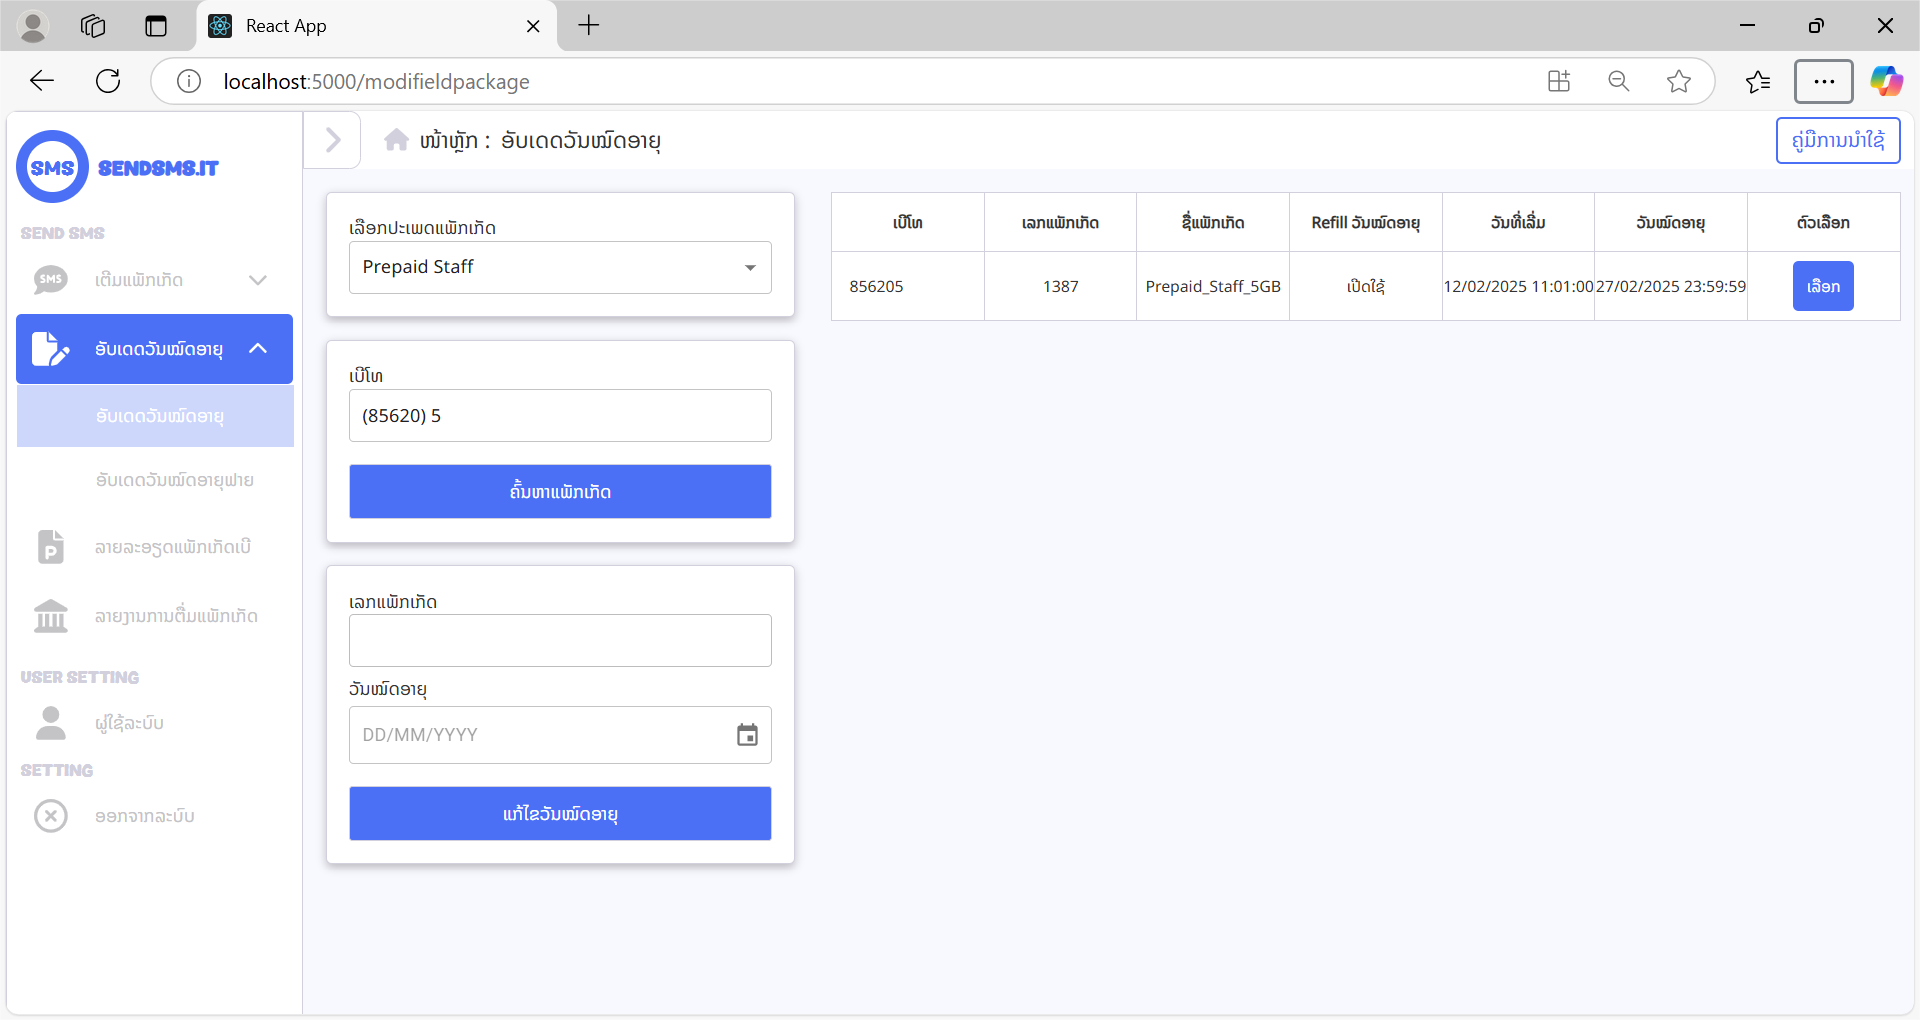 React App
localhost:5000/modifieldpackage
SMS
SENDSMS.IT
ໜ້າຫຼັກ : ອັບເດດວັນໝົດອາຍຸ
ຄູ່ມືການນຳໃຊ້
SEND SMS
SMS
ເຕີມແພັກເກັດ
ອັບເດດວັນໝົດອາຍຸ
ອັບເດດວັນໝົດອາຍຸ
ອັບເດດວັນໝົດອາຍຸຟາຍ
ລາຍລະອຽດແພັກເກັດເບີ
ລາຍງານການຕື່ມແພັກເກັດ
USER SETTING
ຜູ່ໃຊ້ລະບົບ
SETTING
ອອກຈາກລະບົບ
ເລືອກປະເພດແພັກເກັດ
Prepaid Staff
ເບີໂທ
(85620) 5
ຄົ້ນຫາແພັກເກັດ
ເລກແພັກເກັດ
ວັນໝົດອາຍຸ
DD/MM/YYYY
ແກ້ໄຂວັນໝົດອາຍຸ
ເບີໂທ ເລກແພັກເກັດ ຊື່ແພັກເກັດ Refill ວັນໝົດອາຍຸ ວັນທີ່ເລີ່ມ ວັນໝົດອາຍຸ ຕົວເລືອກ
856205 1387 Prepaid_Staff_5GB ເປີດໃຊ້ 12/02/2025 11:01:00 27/02/2025 23:59:59 ເລືອກ